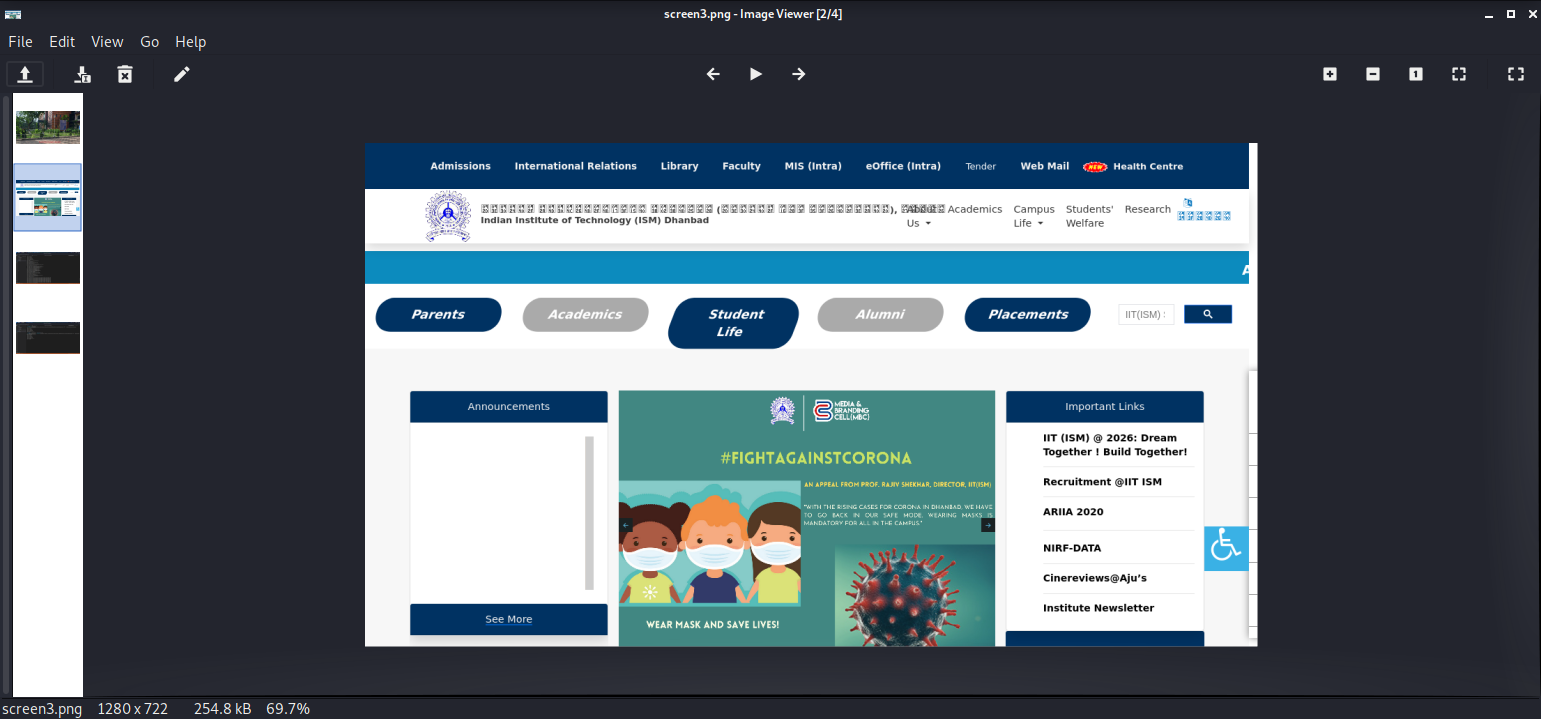 screen3.png - Image Viewer [2/4]
File Edit View Go Help
Admissions International Relations Library Faculty MIS (Intra) eOffice (Intra) Tender Web Mail NEW Health Centre
Indian Institute of Technology (ISM) Dhanbad
About Us
Academics
Campus Life
Students' Welfare
Research
A
Parents
Academics
Student
Life
Alumni
Placements
IIT(ISM) :
Announcements
See More
MEDIA &
BRANDING
CELL(MBC)
#FIGHTAGAINSTCORONA
AN APPEAL FROM PROF. RAJIV SHEKHAR, DIRECTOR, IIT(ISM)
"WITH THE RISING CASES FOR CORONA IN DHANBAD, WE HAVE
TO GO BACK IN OUR SAFE MODE. WEARING MASKS IS
MANDATORY FOR ALL IN THE CAMPUS."
WEAR MASK AND SAVE LIVES!
Important Links
IIT (ISM) @ 2026: Dream
Together ! Build Together!
Recruitment @IIT ISM
ARIIA 2020
NIRF-DATA
Cinereviews@Aju's
Institute Newsletter
screen3.png 1280 x 722 254.8 kB 69.7%